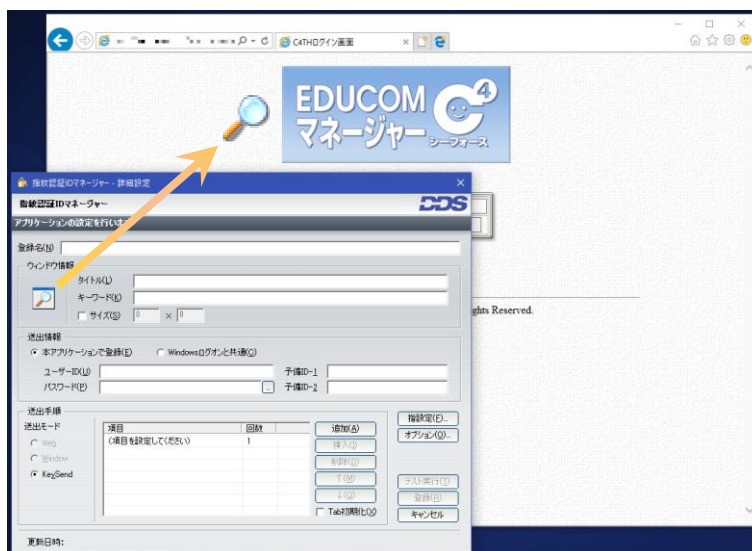 C4THログイン画面
EDUCOM
マネージャー
C4
シーフォース
指紋認証IDマネージャー - 詳細設定
指紋認証IDマネージャー
DDS
アプリケーションの設定を行います
登録名(N)
ウィンドウ情報
タイトル(L)
キーワード(K)
サイズ(S) 0 × 0
ghts Reserved.
送出情報
本アプリケーションで登録(E) Windowsログオンと共通(C)
ユーザーID(U) 予備ID-1
パスワード(P) ... 予備ID-2
送出手順
送出モード
Web
Window
KeySend
項目 回数
(項目を設定してください) 1
追加(A)
挿入(I)
削除(D)
↑(M)
↓(Q)
Tab初期化(X)
指設定(F)...
オプション(O)...
テスト実行(T)
登録(R)
キャンセル
更新日時: